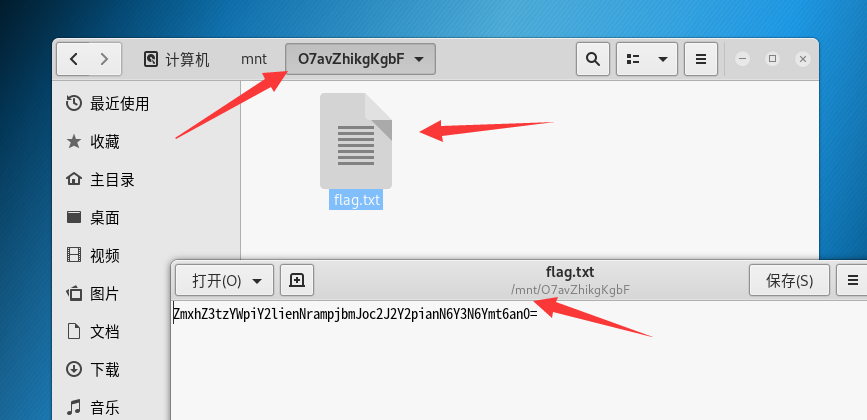 计算机 mnt O7avZhikgKgbF
最近使用
收藏
主目录
桌面
视频
图片
文档
下载
音乐
flag.txt
打开(O)
flag.txt
/mnt/O7avZhikgKgbF
保存(S)
ZmxhZ3tzYWpiY2lienNrampjbmJoc2J2Y2pianN6Y3N6Ymt6anO=